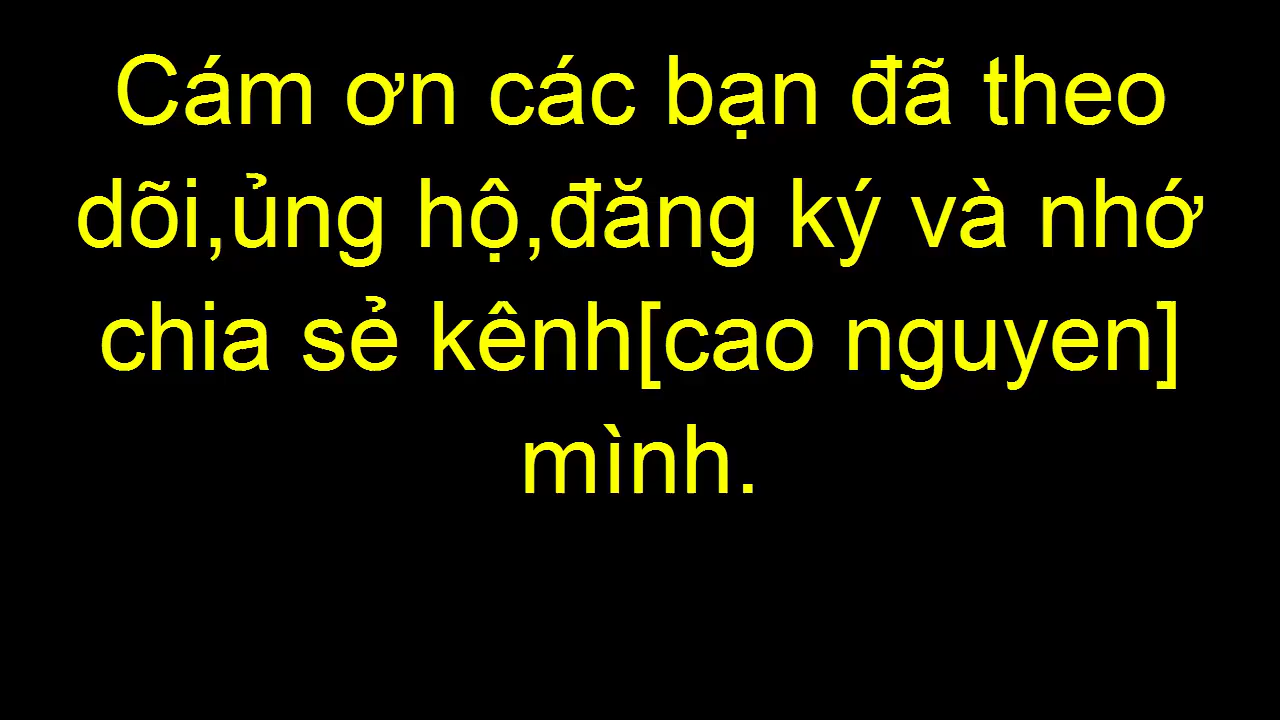 Cám ơn các bạn đã theo
dõi,ủng hộ,đăng ký và nhớ
chia sẻ kênh[cao nguyen]
mình.